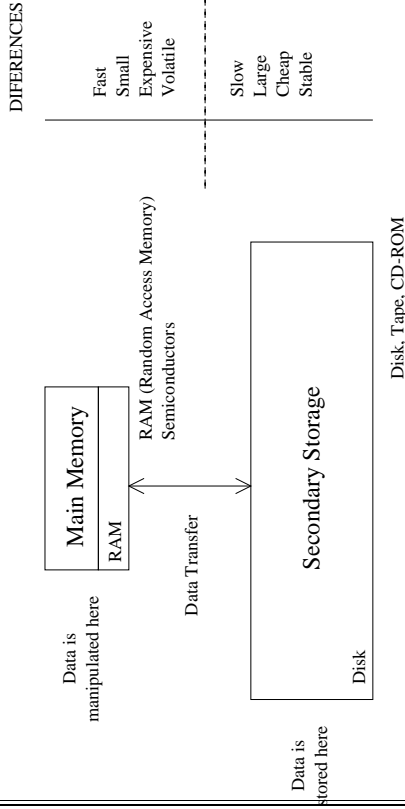 DIFERENCES
Fast
Small
Expensive
Volatile
Slow
Large
Cheap
Stable
Main Memory
RAM
RAM (Random Access Memory)
Semiconductors
Data is
manipulated here
Data Transfer
Secondary Storage
Disk
Data is
stored here
Disk, Tape, CD-ROM